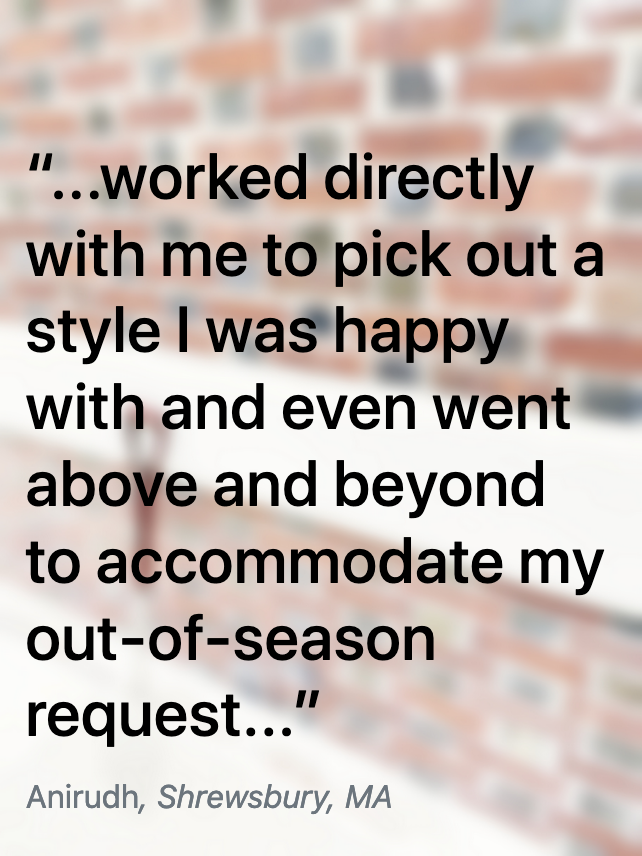 “...worked directly
with me to pick out a
style I was happy
with and even went
above and beyond
to accommodate my
out-of-season
request...”
Anirudh, Shrewsbury, MA